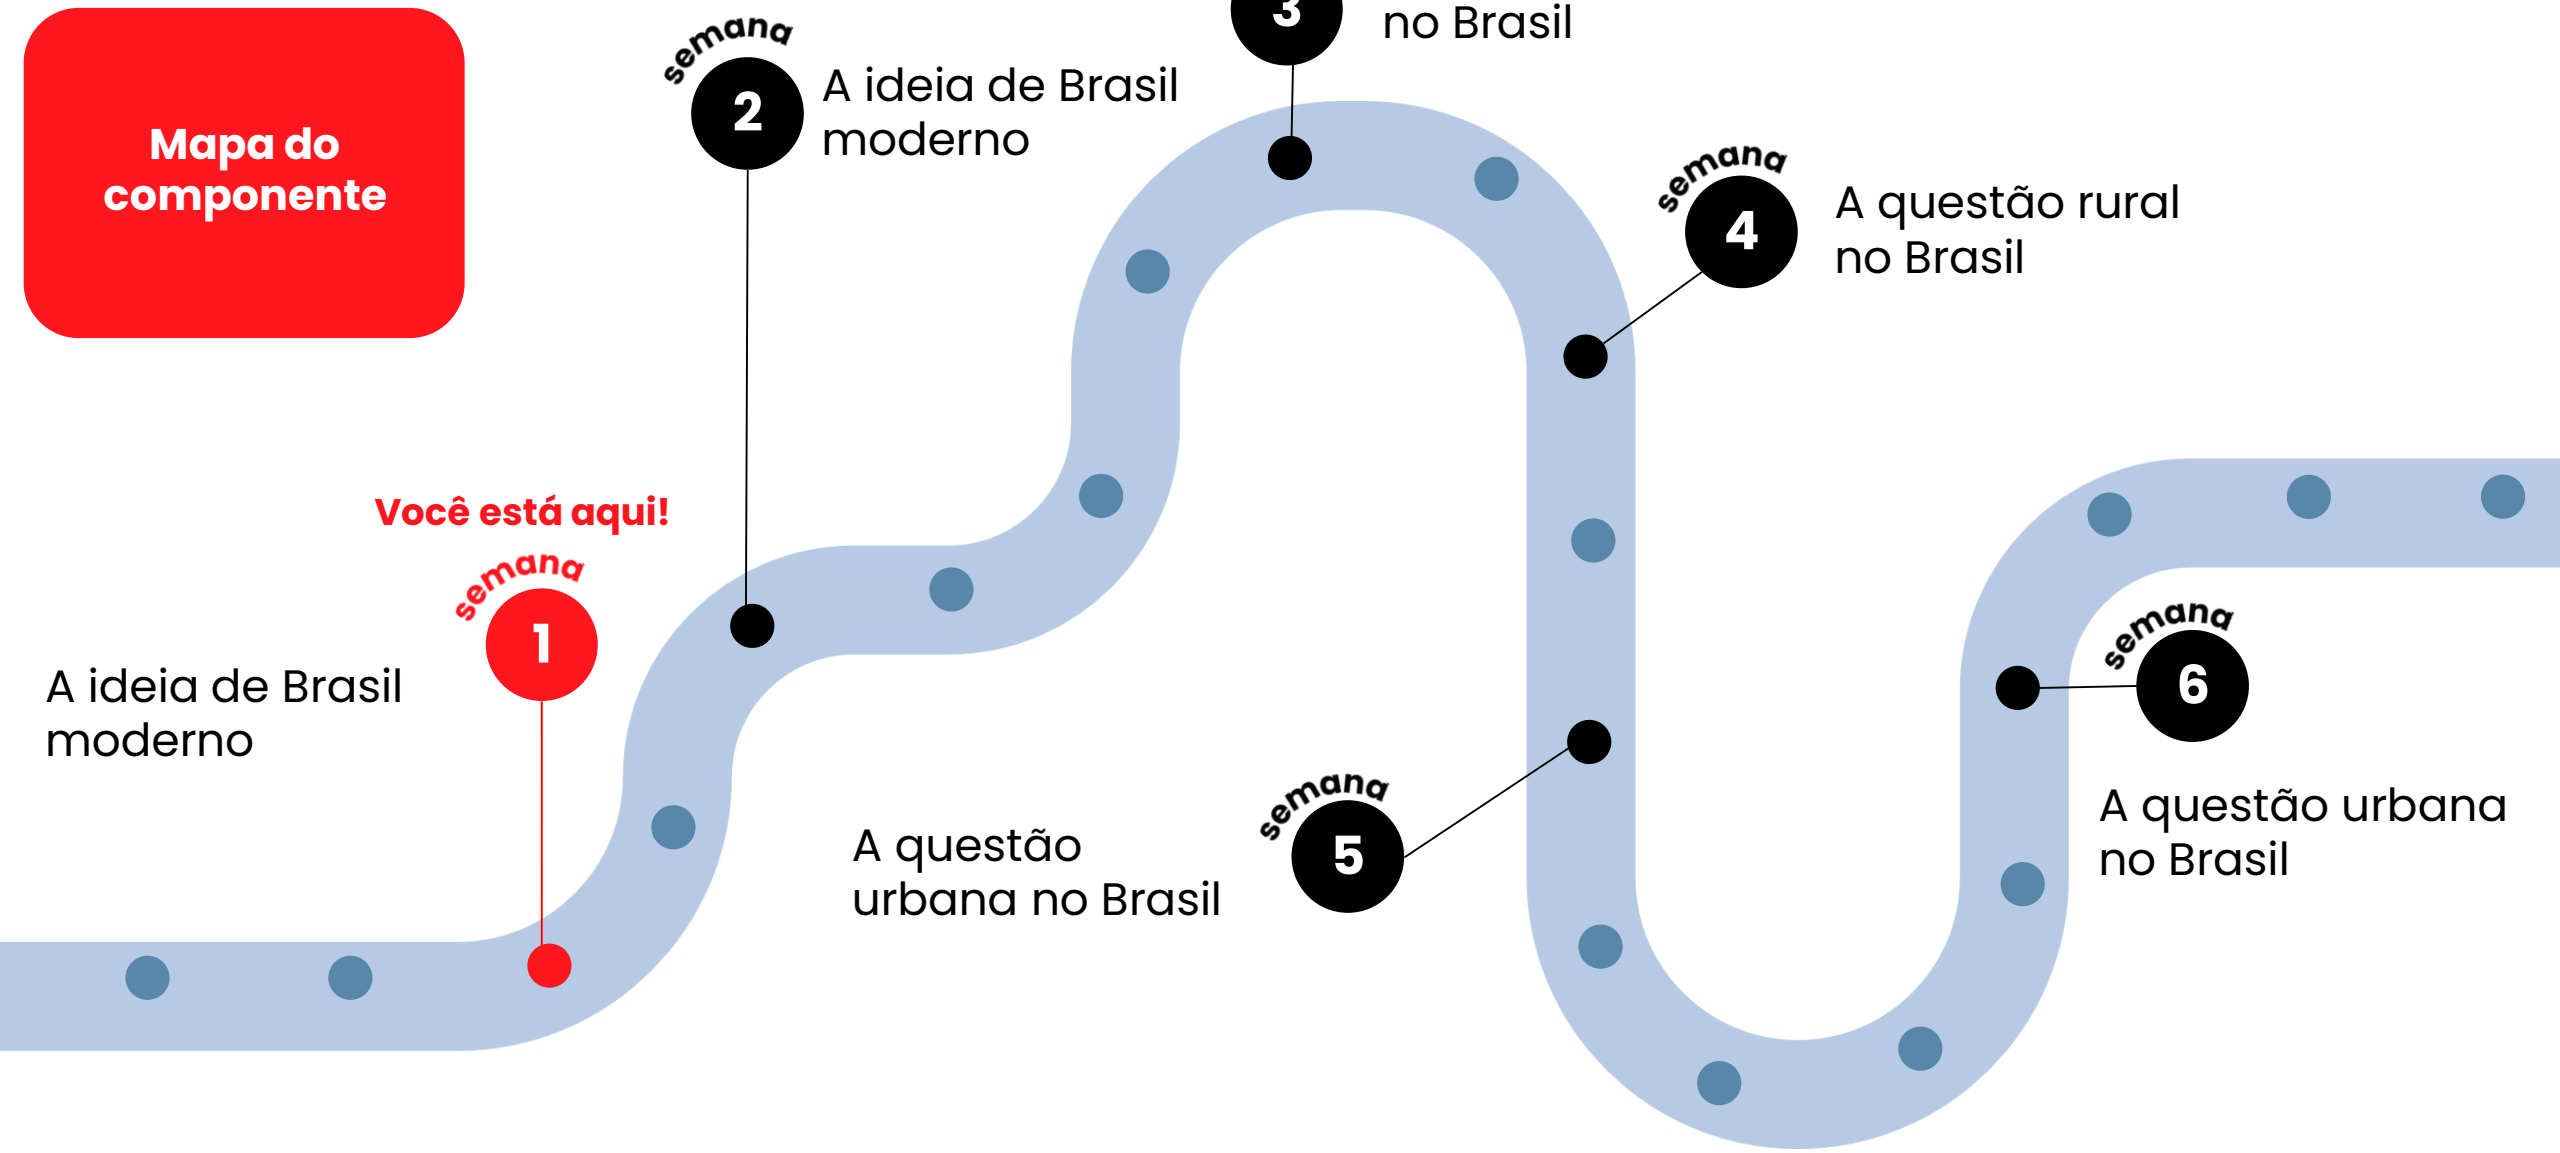 Mapa do
componente
Você está aqui!
semana
1
A ideia de Brasil
moderno
semana
2
A ideia de Brasil
moderno
3
no Brasil
semana
4
A questão rural
no Brasil
semana
5
A questão
urbana no Brasil
semana
6
A questão urbana
no Brasil